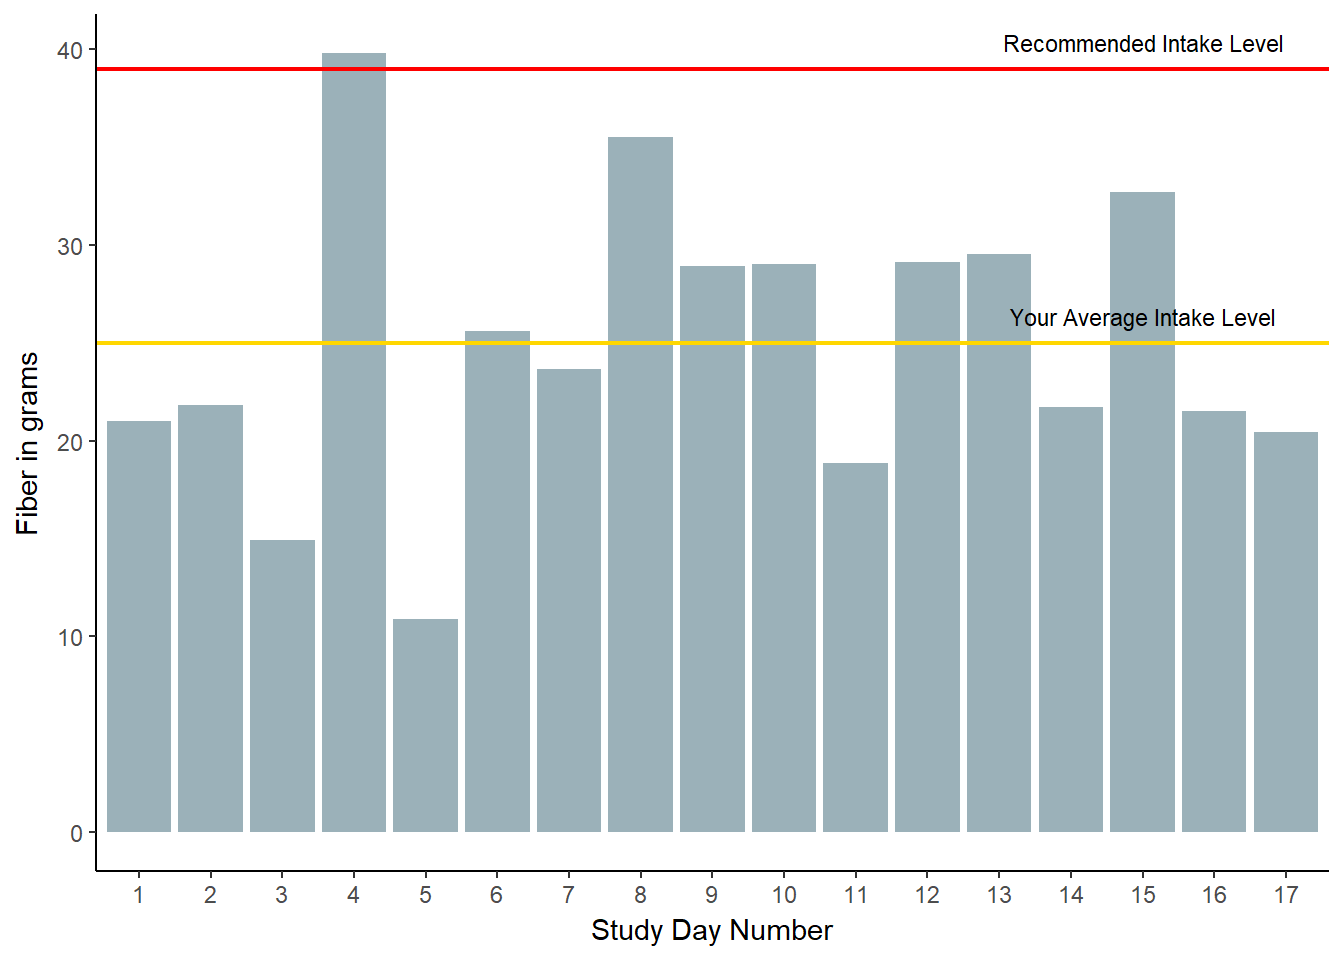 Recommended Intake Level
Your Average Intake Level
Fiber in grams
40
30
20
10
0
1 2 3 4 5 6 7 8 9 10 11 12 13 14 15 16 17
Study Day Number